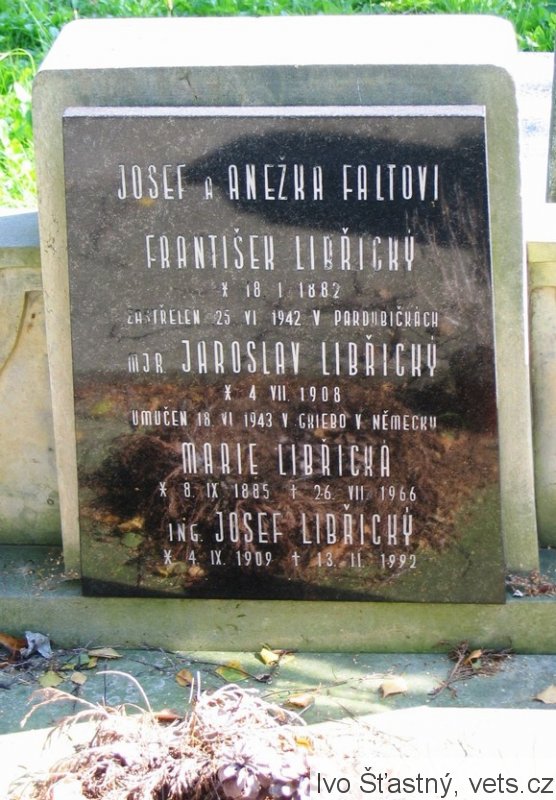 JOSEF A ANEŽKA FALTOVI
FRANTIŠEK LIBŘICKÝ
* 18. I. 1882
ZASTŘELEN 25. VI. 1942 V PARDUBIČKÁCH
MJR. JAROSLAV LIBŘICKÝ
* 4. VII. 1908
UMUČEN 18. VI. 1943 V GRIEBO V NĚMECKU
MARIE LIBŘICKÁ
* 8. IX. 1885 † 26. VII. 1966
ING. JOSEF LIBŘICKÝ
* 4. IX. 1909 † 13. 11. 1992
Ivo Šťastný, vets.cz